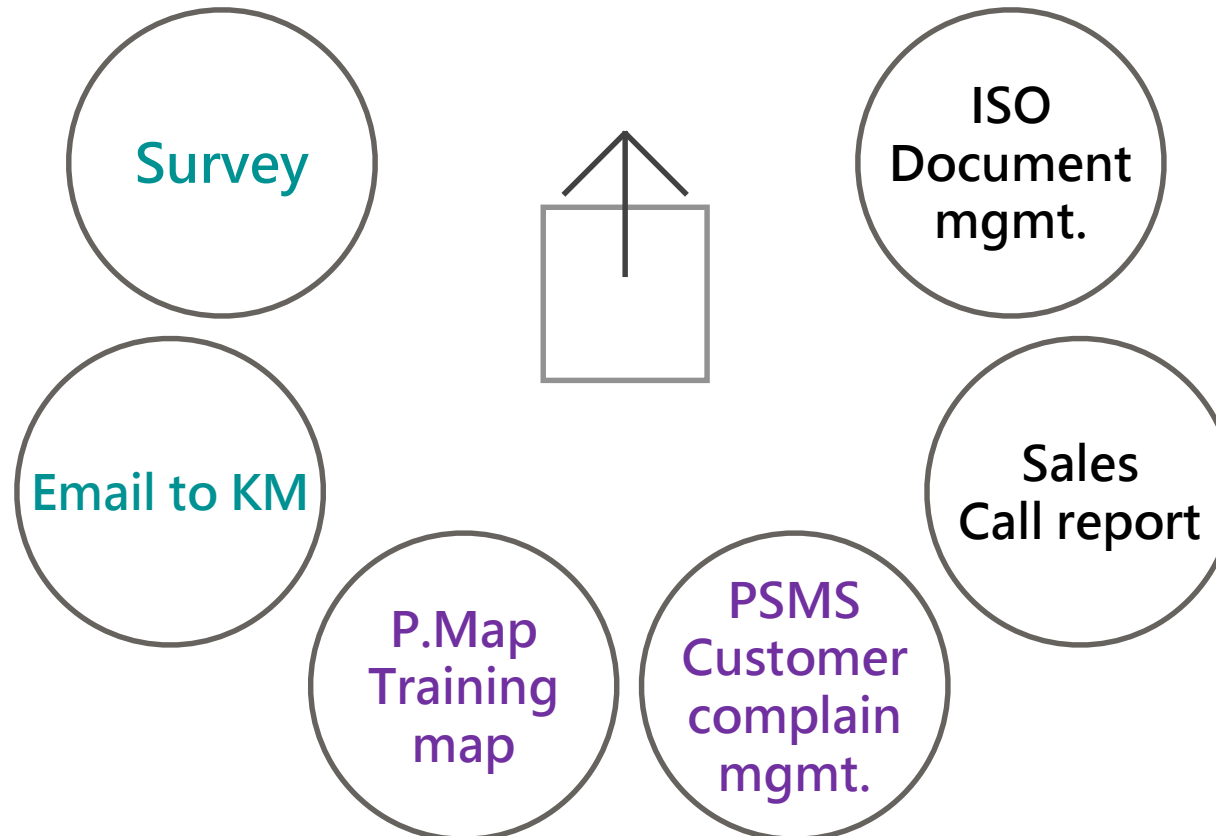 Survey
ISO
Document
mgmt.
Email to KM
Sales
Call report
P.Map
Training
map
PSMS
Customer
complain
mgmt.